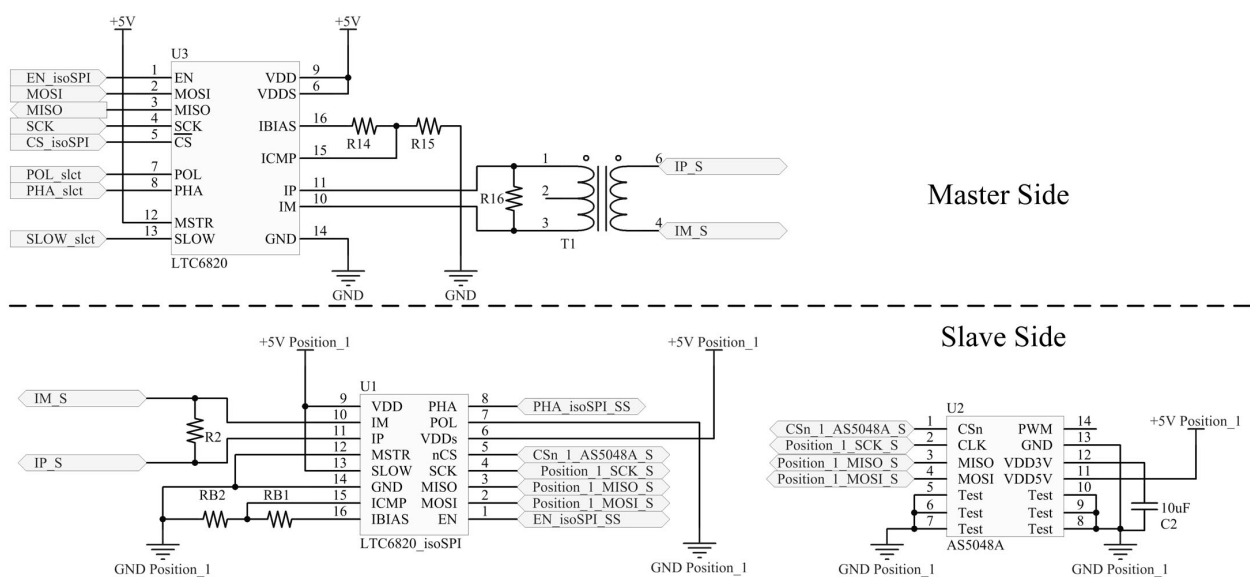 +5V
+5V
U3
EN_isoSPI 1 EN VDD 9
MOSI 2 MOSI VDDS 6
MISO 3 MISO
SCK 4 SCK IBIAS 16 R14 R15
CS_isoSPI 5 CS
ICMP 15
POL_slct 7 POL
PHA_slct 8 PHA IP 11
IM 10
R16
1
2
3
T1
6 IP_S
4 IM_S
12 MSTR
SLOW_slct 13 SLOW GND 14
LTC6820
GND
GND
Master Side
Slave Side
+5V Position_1
+5V Position_1
U1
IM_S
R2
IP_S
9 VDD PHA 8 PHA_isoSPI_SS
10 IM POL 7
11 IP VDDs 6
12 MSTR nCS 5 CSn_1_AS5048A_S
13 SLOW SCK 4 Position_1_SCK_S
14 GND MISO 3 Position_1_MISO_S
15 ICMP MOSI 2 Position_1_MOSI_S
16 IBIAS EN 1 EN_isoSPI_SS
RB2 RB1
LTC6820_isoSPI
GND Position_1
GND Position_1
U2
+5V Position_1
CSn_1_AS5048A_S 1 CSn PWM 14
Position_1_SCK_S 2 CLK GND 13
Position_1_MISO_S 3 MISO VDD3V 12
Position_1_MOSI_S 4 MOSI VDD5V 11
5 Test Test 10
6 Test Test 9
7 Test Test 8
10uF
C2
AS5048A
GND Position_1
GND Position_1